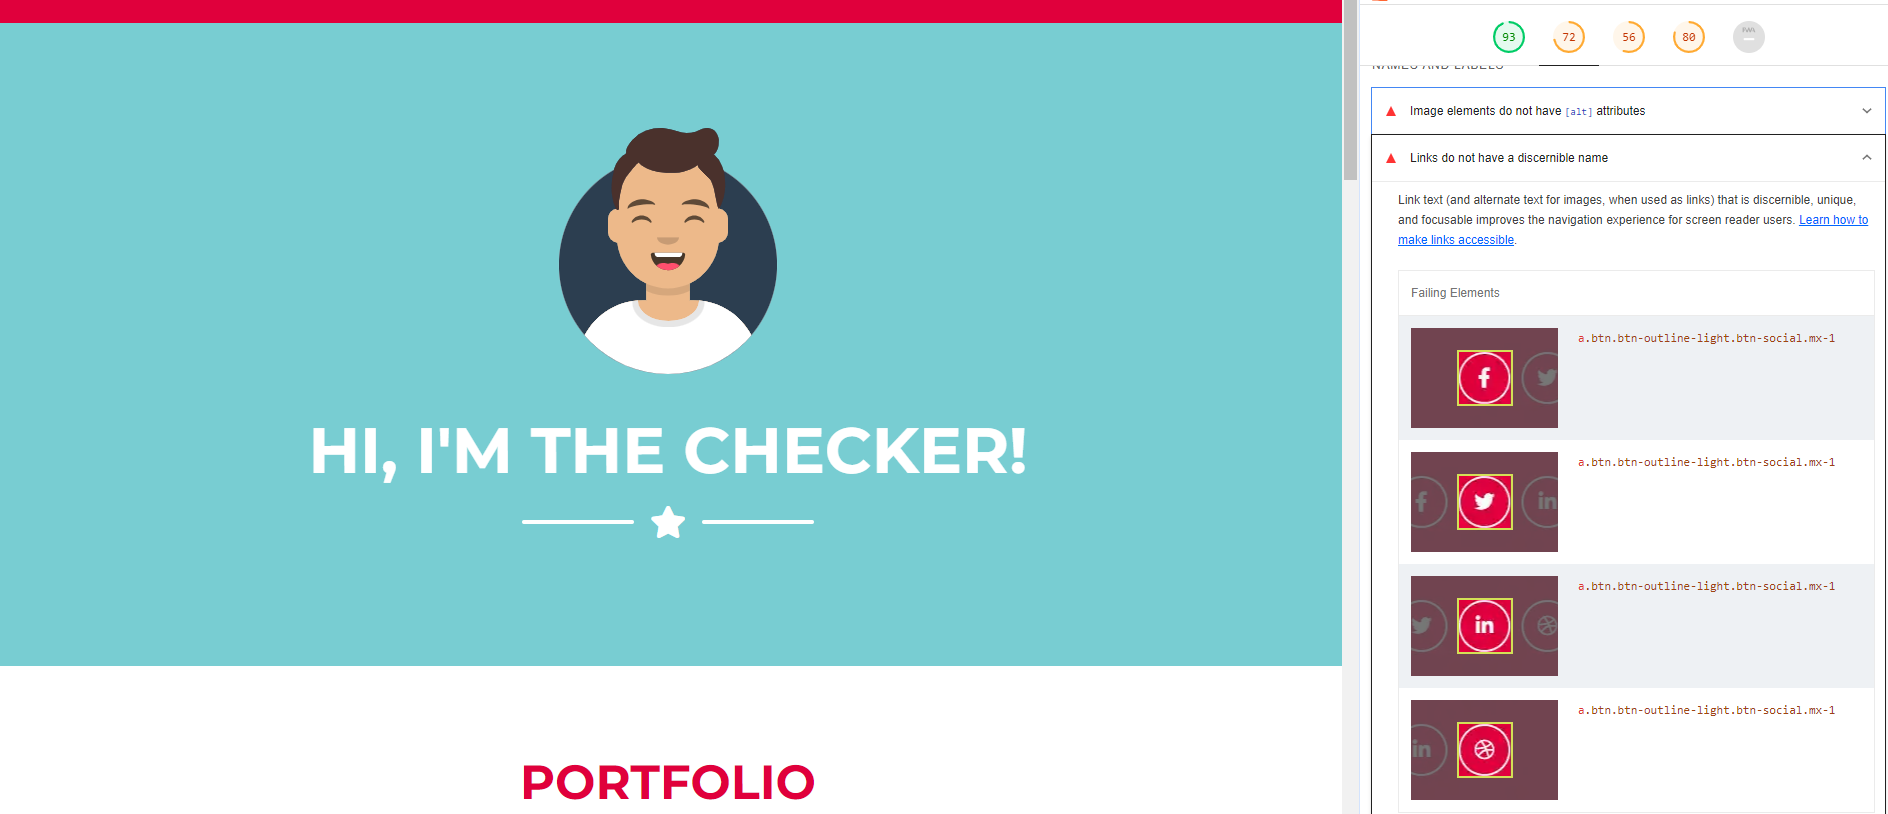 HI, I'M THE CHECKER!
PORTFOLIO
93 72 56 80
NAMES AND LABELS
Image elements do not have [alt] attributes
Links do not have a discernible name
Link text (and alternate text for images, when used as links) that is discernible, unique,
and focusable improves the navigation experience for screen reader users. Learn how to
make links accessible.
Failing Elements
a.btn.btn-outline-light.btn-social.mx-1
a.btn.btn-outline-light.btn-social.mx-1
in
a.btn.btn-outline-light.btn-social.mx-1
in
a.btn.btn-outline-light.btn-social.mx-1
in